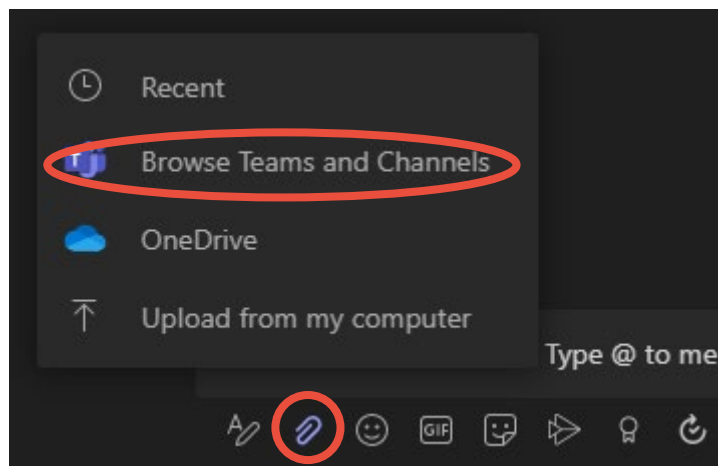 Recent
Browse Teams and Channels
OneDrive
Upload from my computer
Type @ to me
GIF